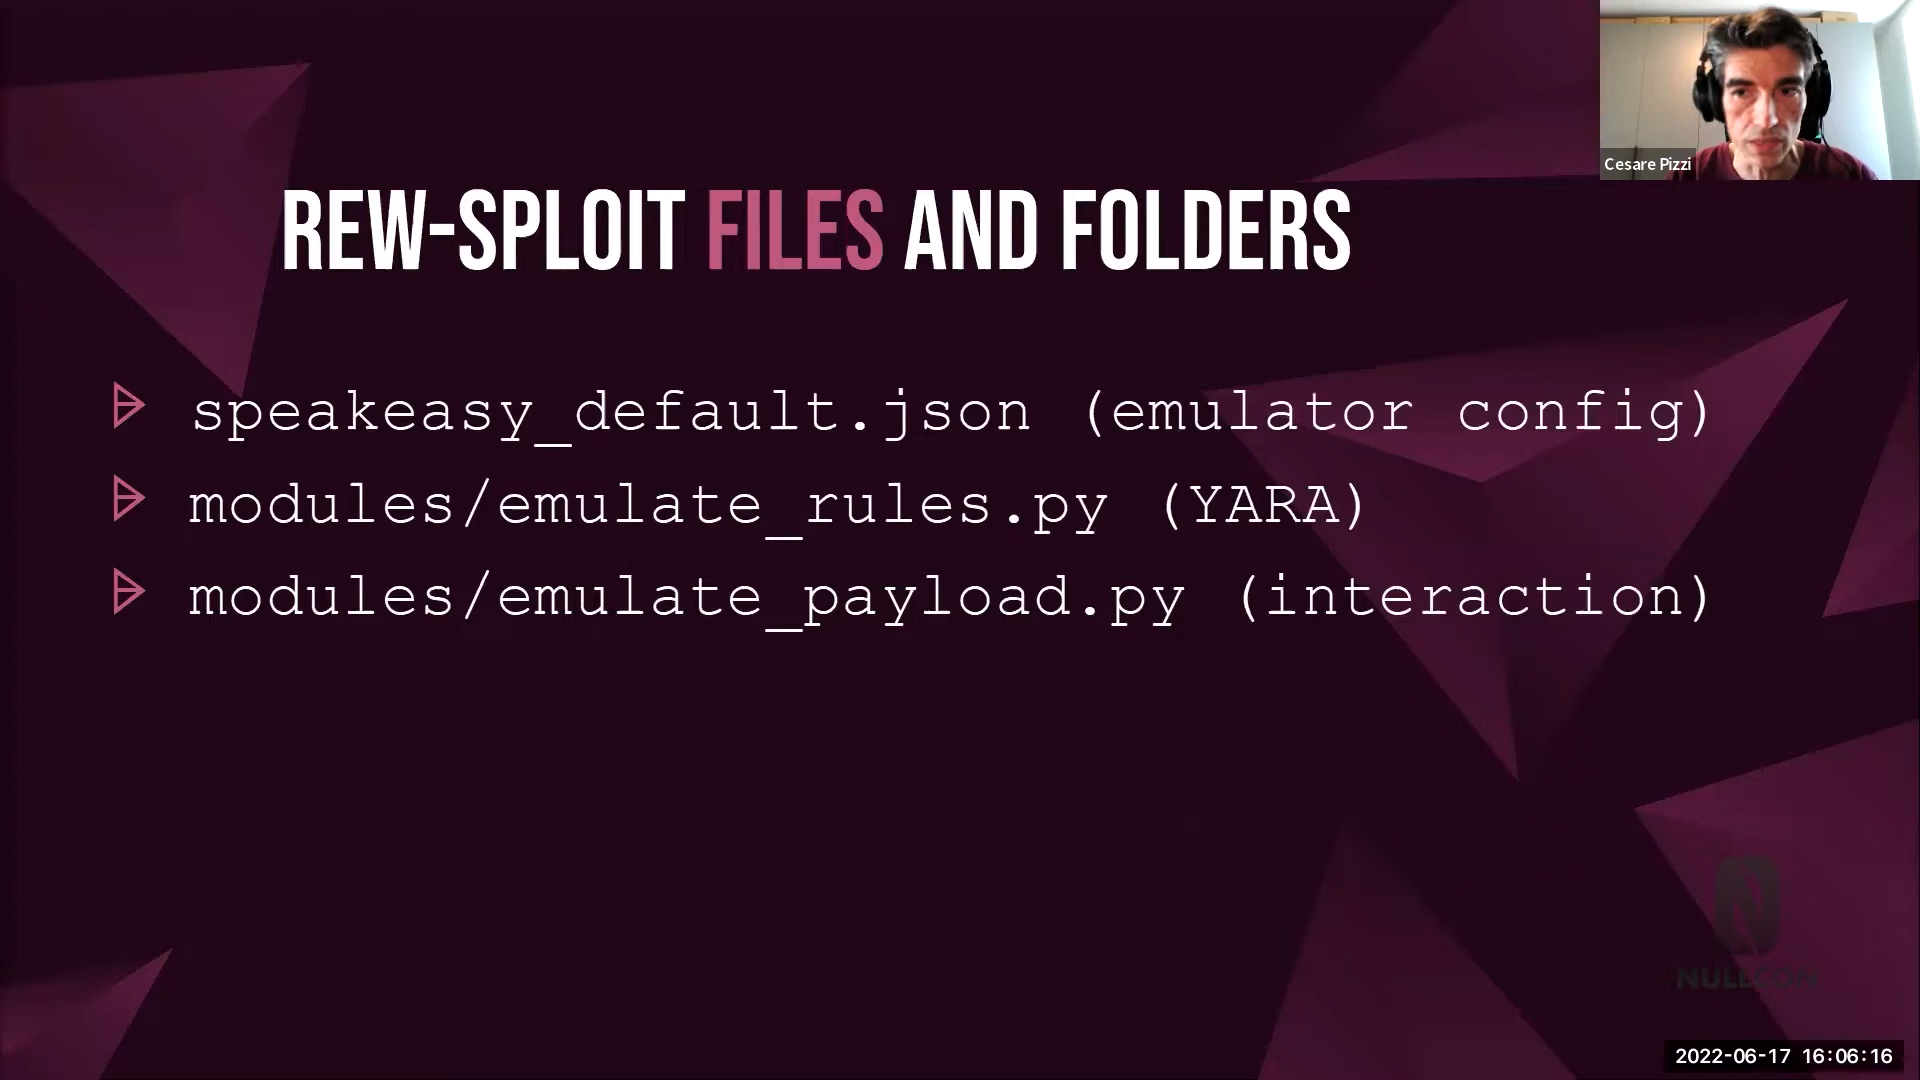 Cesare Pizzi
REW-SPLOIT FILES AND FOLDERS
speakeasy_default.json (emulator config)
modules/emulate_rules.py (YARA)
modules/emulate_payload.py (interaction)
NULLCON
2022-06-17 16:06:16